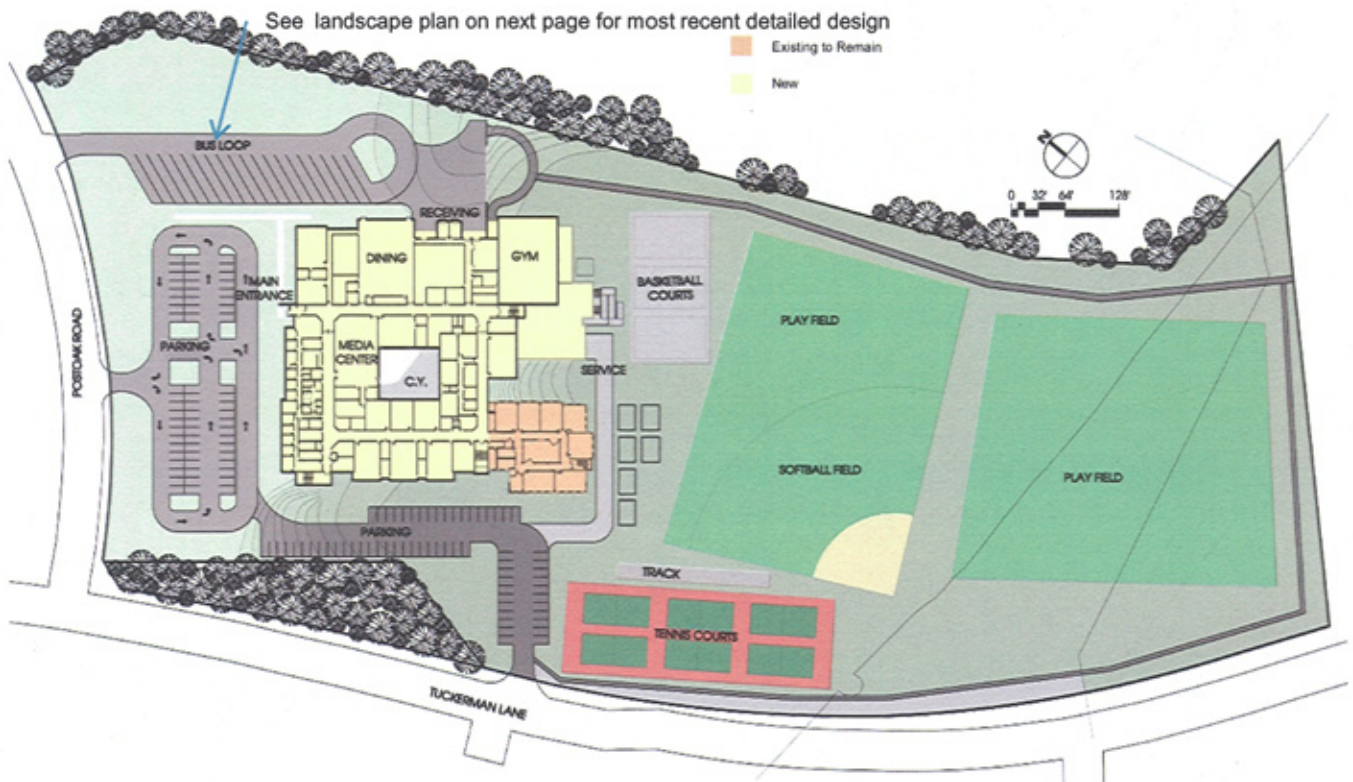 See landscape plan on next page for most recent detailed design
Existing to Remain
New
N
0 32' 64' 128'
BUS LOOP
RECEIVING
DINING
GYM
MAIN
ENTRANCE
BASKETBALL
COURTS
PLAY FIELD
POSTOAK ROAD
PARKING
MEDIA
CENTER
C.Y.
SERVICE
SOFTBALL FIELD
PLAY FIELD
PARKING
TRACK
TENNIS COURTS
TUCKERMAN LANE